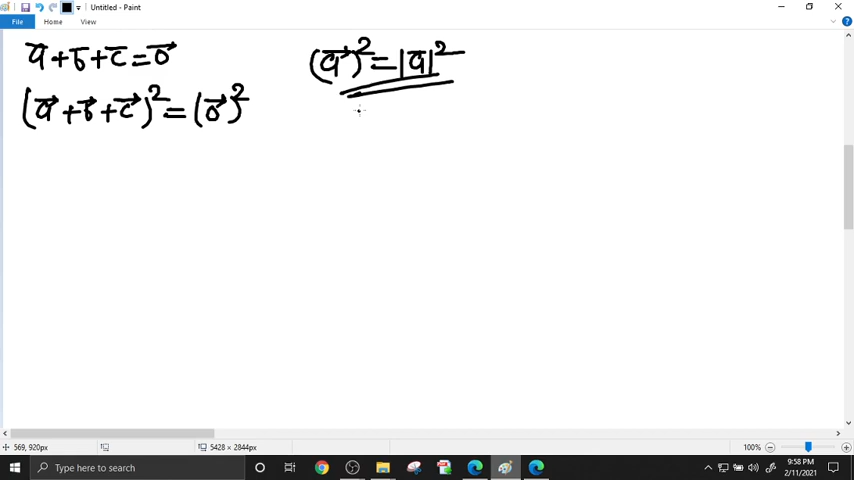 Untitled - Paint
File Home View
a⃗ + b⃗ + c⃗ = 0⃗
(a⃗)² = |a⃗|²
(a⃗ + b⃗ + c⃗)² = (0⃗)²
569, 920px
5428 × 2844px
100%
Type here to search
9:58 PM
2/11/2021